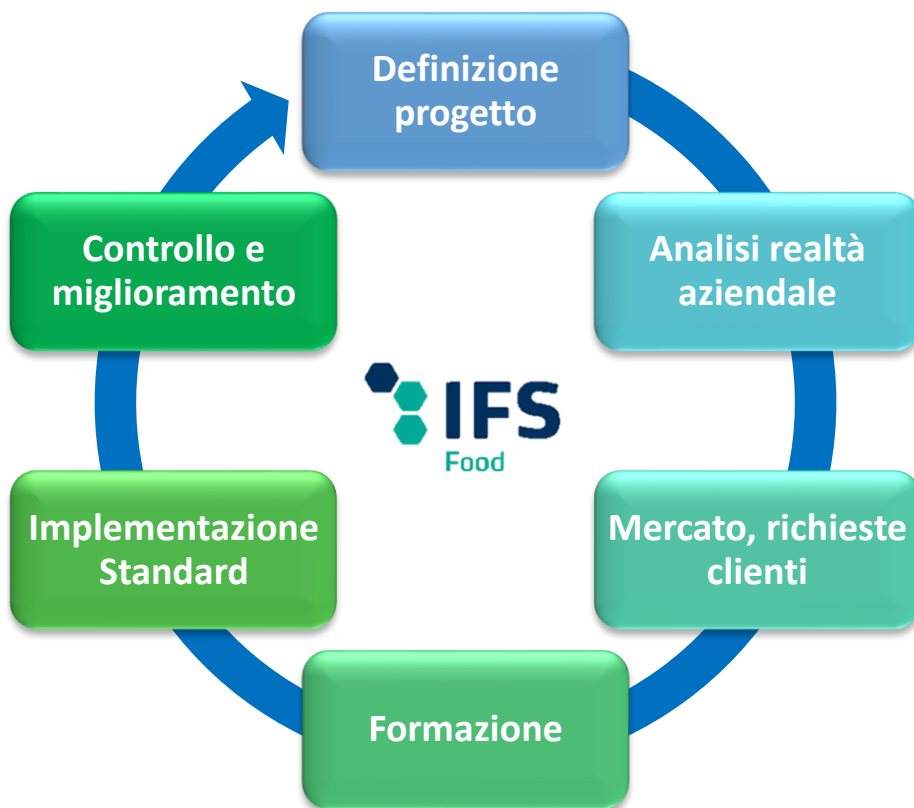 Definizione
progetto
Analisi realtà
aziendale
Mercato, richieste
clienti
Formazione
Implementazione
Standard
Controllo e
miglioramento
IFS
Food